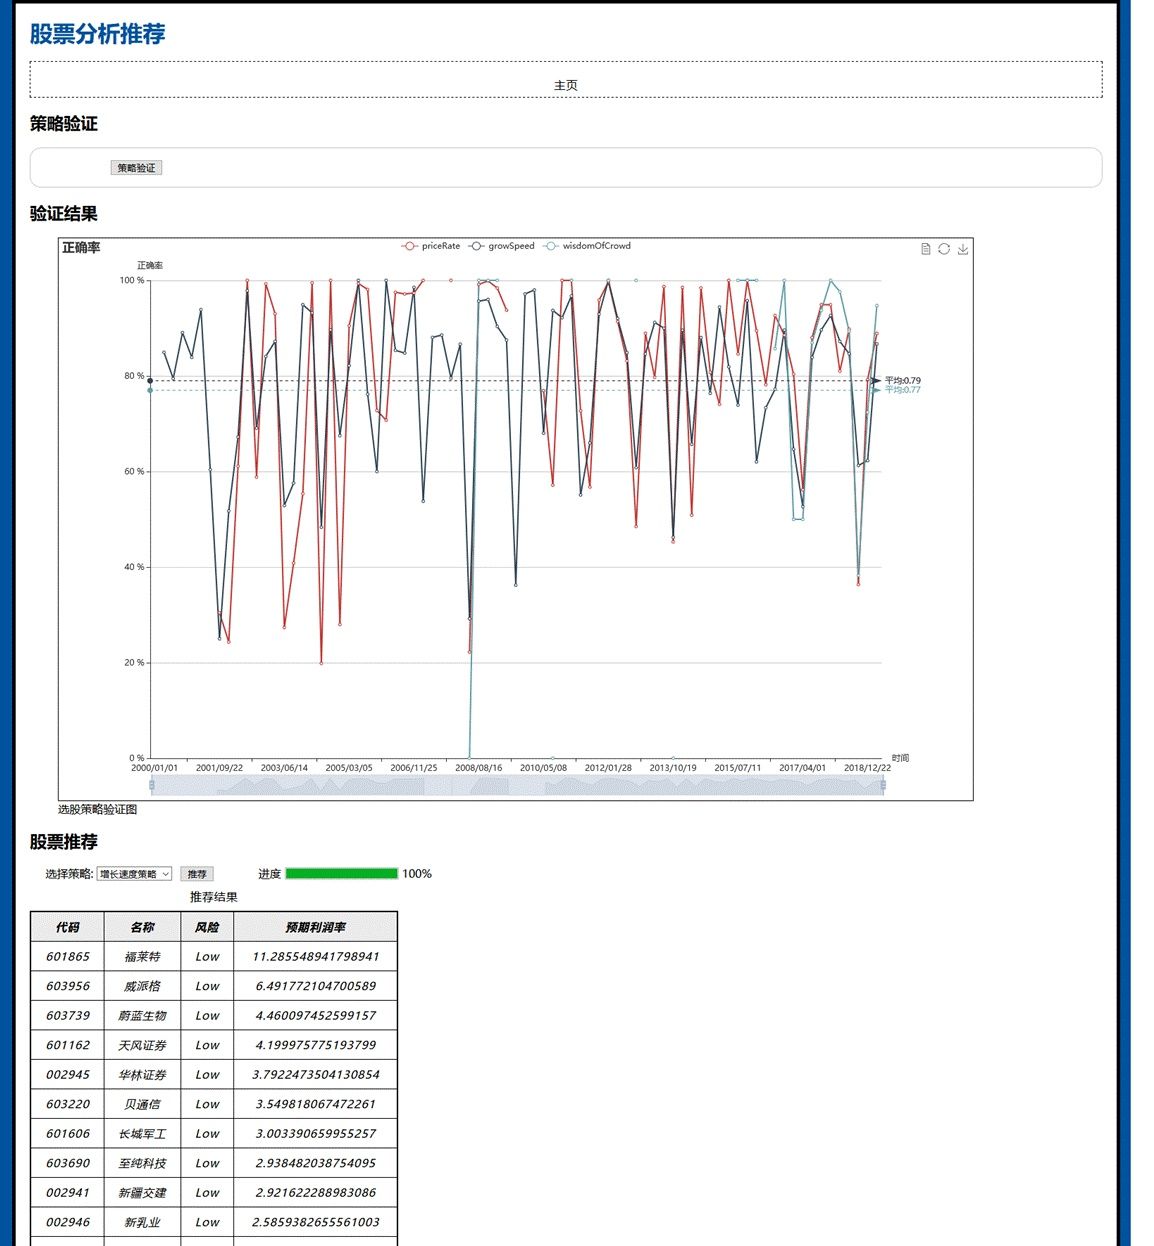 股票分析推荐
主页
策略验证
策略验证
验证结果
正确率
priceRate growSpeed wisdomOfCrowd
正确率
100 %
80 %
平均:0.79
平均:0.77
60 %
40 %
20 %
0 %
时间
2000/01/01 2001/09/22 2003/06/14 2005/03/05 2006/11/25 2008/08/16 2010/05/08 2012/01/28 2013/10/19 2015/07/11 2017/04/01 2018/12/22
选股策略验证图
股票推荐
选择策略: 增长速度策略 推荐 进度 100%
推荐结果
代码 名称 风险 预期利润率
601865 福莱特 Low 11.285548941798941
603956 威派格 Low 6.491772104700589
603739 蔚蓝生物 Low 4.460097452599157
601162 天风证券 Low 4.199975775193799
002945 华林证券 Low 3.7922473504130854
603220 贝通信 Low 3.549818067472261
601606 长城军工 Low 3.003390659955257
603690 至纯科技 Low 2.938482038754095
002941 新疆交建 Low 2.921622288983086
002946 新乳业 Low 2.5859382655561003